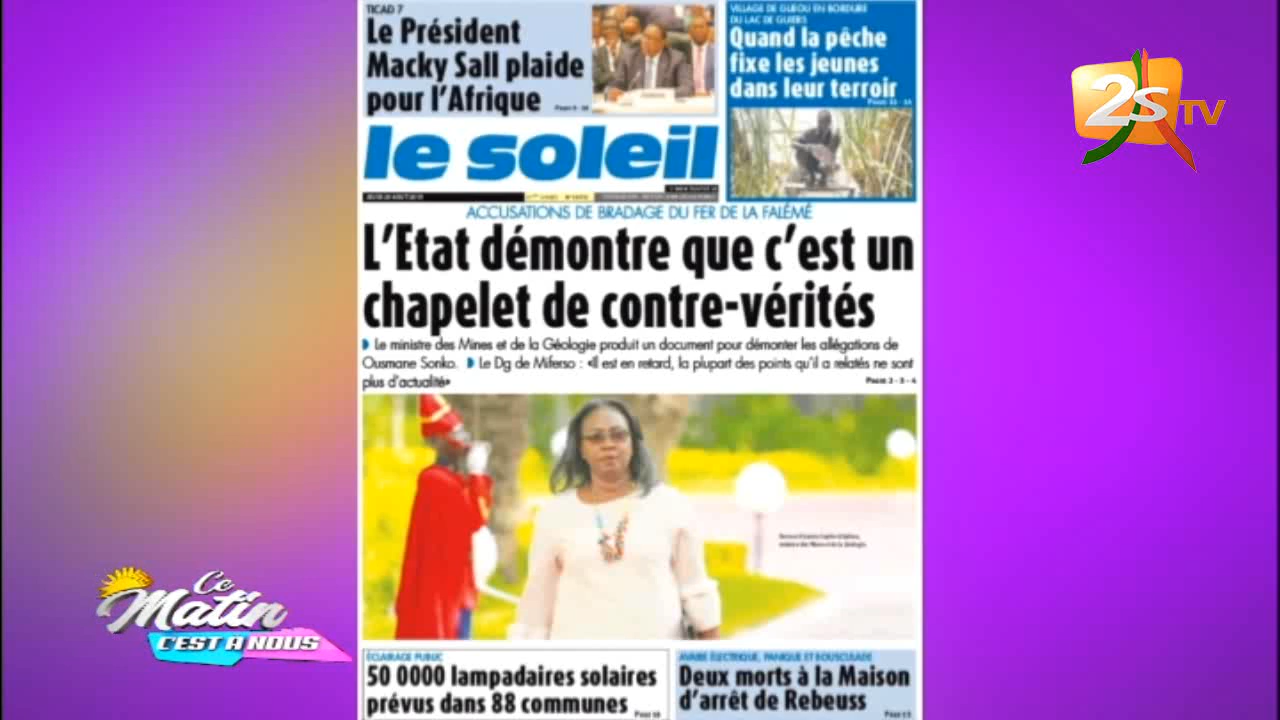 TICAD 7
Le Président
Macky Sall plaide
pour l'Afrique
VILLAGE DE GUEOU EN BORDURE
DU LAC DE GUIERS
Quand la pêche
fixe les jeunes
dans leur terroir
2s TV
le soleil
ACCUSATIONS DE BRADAGE DU FER DE LA FALÉMÉ
L'Etat démontre que c'est un
chapelet de contre-vérités
Le ministre des Mines et de la Géologie produit un document pour démonter les allégations de
Ousmane Sonko. Le Dg de Miferso : «Il est en retard, la plupart des points qu'il a relatés ne sont
plus d'actualité»
PAGES 2 - 3 - 4
Ce
Matin
C'EST A NOUS
ÉCLAIRAGE PUBLIC
50 0000 lampadaires solaires
prévus dans 88 communes
AVARIE ÉLECTRIQUE, PANIQUE ET BOUSCULADE
Deux morts à la Maison
d'arrêt de Rebeuss